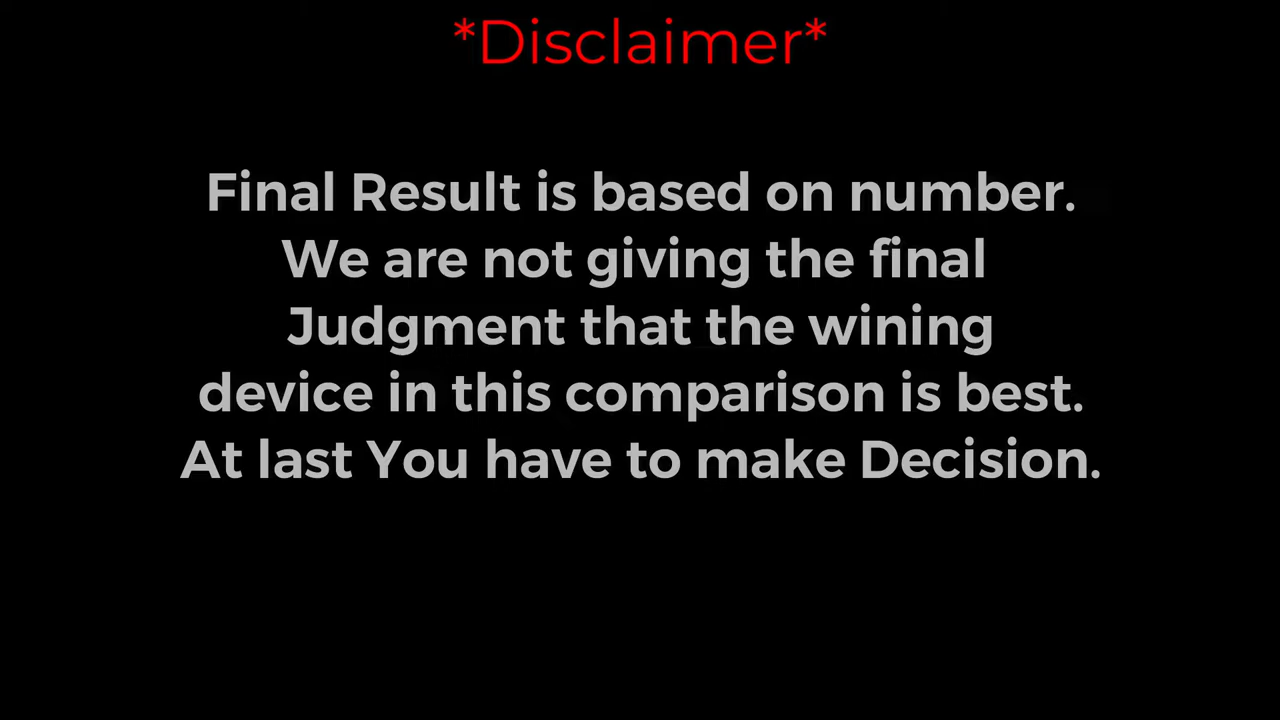 *Disclaimer*
Final Result is based on number.
We are not giving the final
Judgment that the wining
device in this comparison is best.
At last You have to make Decision.